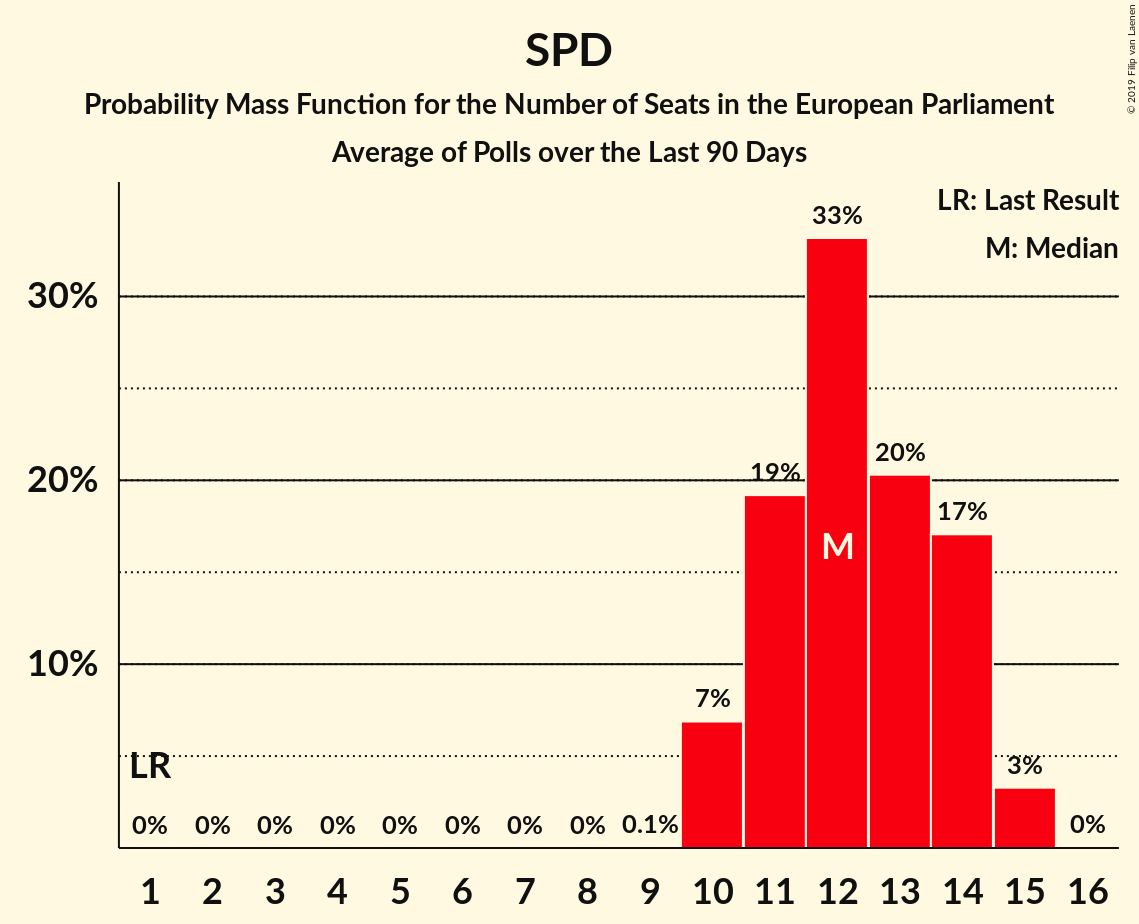 SPD
Probability Mass Function for the Number of Seats in the European Parliament
Average of Polls over the Last 90 Days
© 2019 Filip van Laenen
LR: Last Result
M: Median
33%
30%
20%
19%
20%
17%
M
10%
7%
LR
3%
0% 0% 0% 0% 0% 0% 0% 0% 0.1% 0%
1 2 3 4 5 6 7 8 9 10 11 12 13 14 15 16